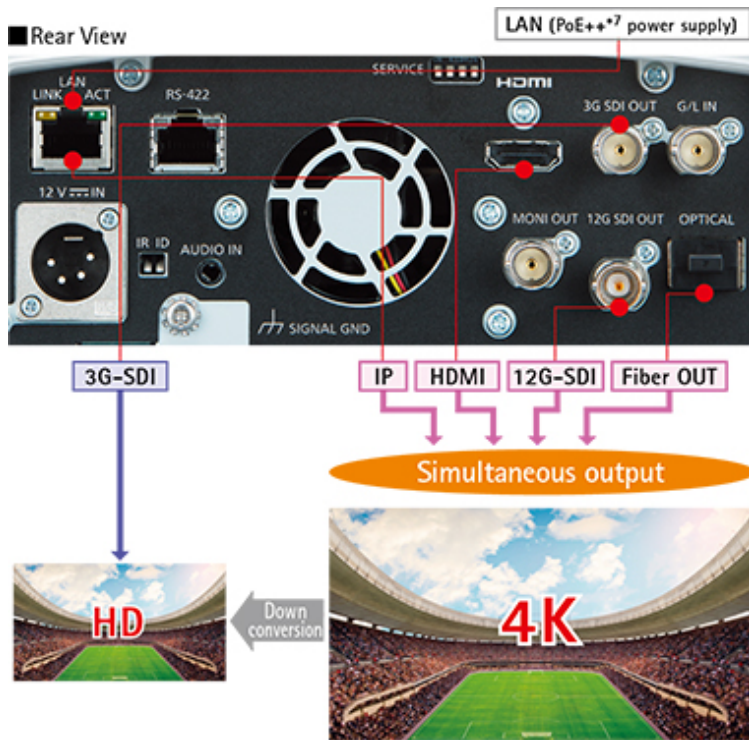 LAN (PoE++*7 power supply)
■Rear View
SERVICE
HDMI
LAN
LINK ACT
RS-422
3G SDI OUT
G/L IN
12 V⎓IN
IR ID
AUDIO IN
MONI OUT
12G SDI OUT
OPTICAL
SIGNAL GND
3G-SDI
IP
HDMI
12G-SDI
Fiber OUT
Simultaneous output
HD
Down
conversion
4K